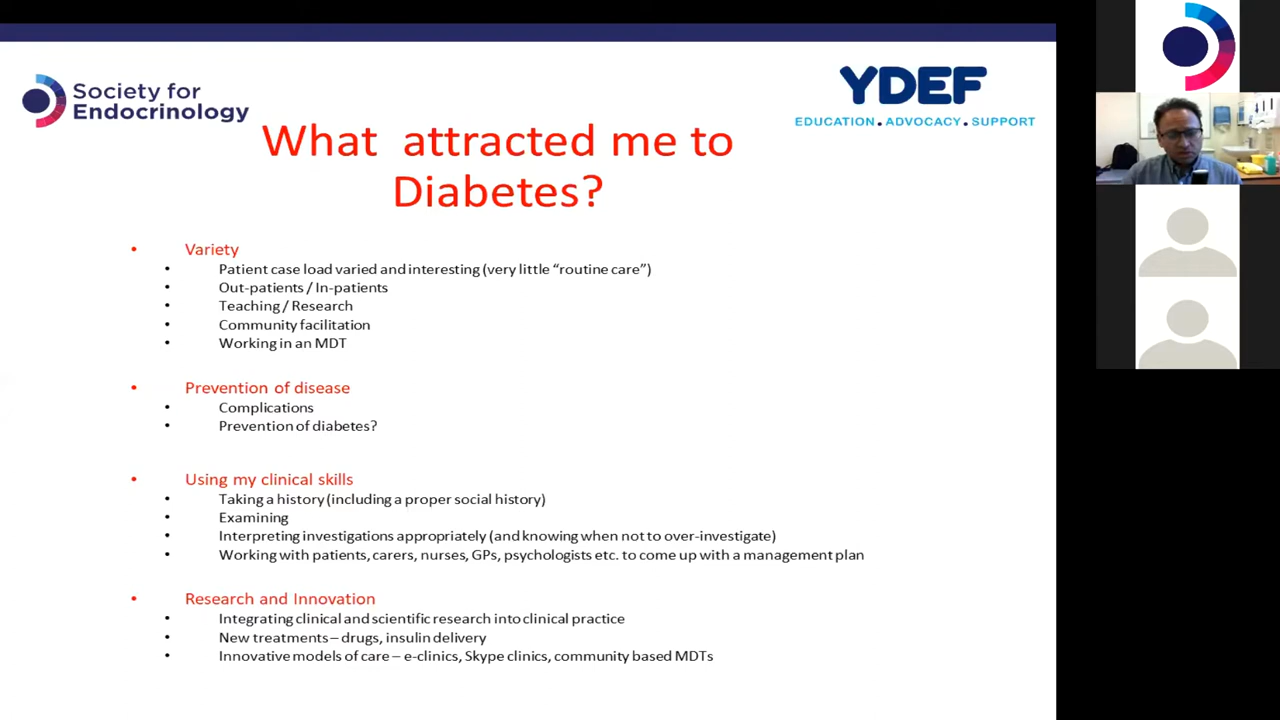 Society for
Endocrinology
YDEF
EDUCATION . ADVOCACY . SUPPORT
What attracted me to
Diabetes?
• Variety
• Patient case load varied and interesting (very little “routine care”)
• Out-patients / In-patients
• Teaching / Research
• Community facilitation
• Working in an MDT
• Prevention of disease
• Complications
• Prevention of diabetes?
• Using my clinical skills
• Taking a history (including a proper social history)
• Examining
• Interpreting investigations appropriately (and knowing when not to over-investigate)
• Working with patients, carers, nurses, GPs, psychologists etc. to come up with a management plan
• Research and Innovation
• Integrating clinical and scientific research into clinical practice
• New treatments – drugs, insulin delivery
• Innovative models of care – e-clinics, Skype clinics, community based MDTs